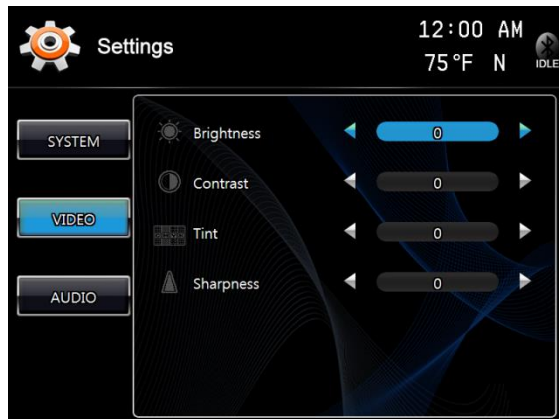 Settings
12:00 AM
75°F N
IDLE
SYSTEM
VIDEO
AUDIO
Brightness 0
Contrast 0
Tint 0
Sharpness 0